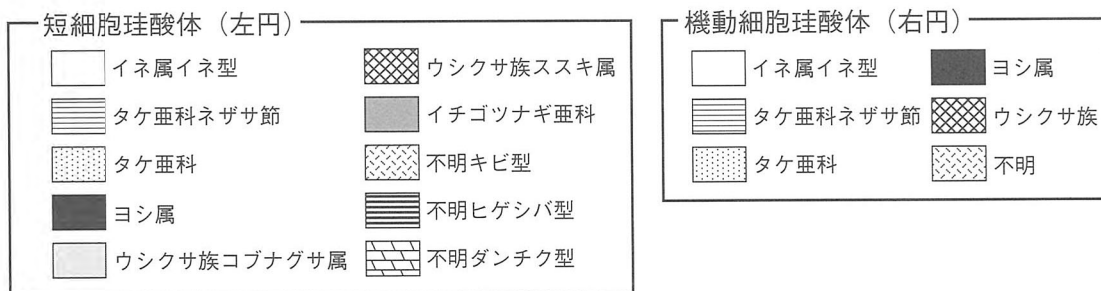 短細胞珪酸体（左円）
イネ属イネ型
タケ亜科ネザサ節
タケ亜科
ヨシ属
ウシクサ族コブナグサ属
ウシクサ族ススキ属
イチゴツナギ亜科
不明キビ型
不明ヒゲシバ型
不明ダンチク型
機動細胞珪酸体（右円）
イネ属イネ型
タケ亜科ネザサ節
タケ亜科
ヨシ属
ウシクサ族
不明